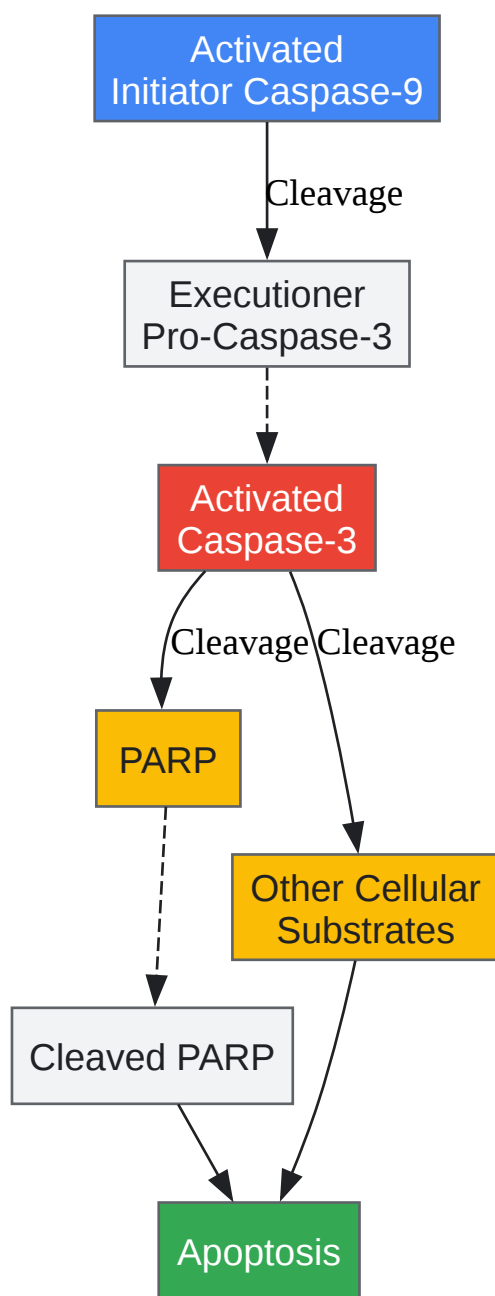 Activated
Initiator Caspase-9
Cleavage
Executioner
Pro-Caspase-3
Activated
Caspase-3
Cleavage
Cleavage
PARP
Other Cellular
Substrates
Cleaved PARP
Apoptosis